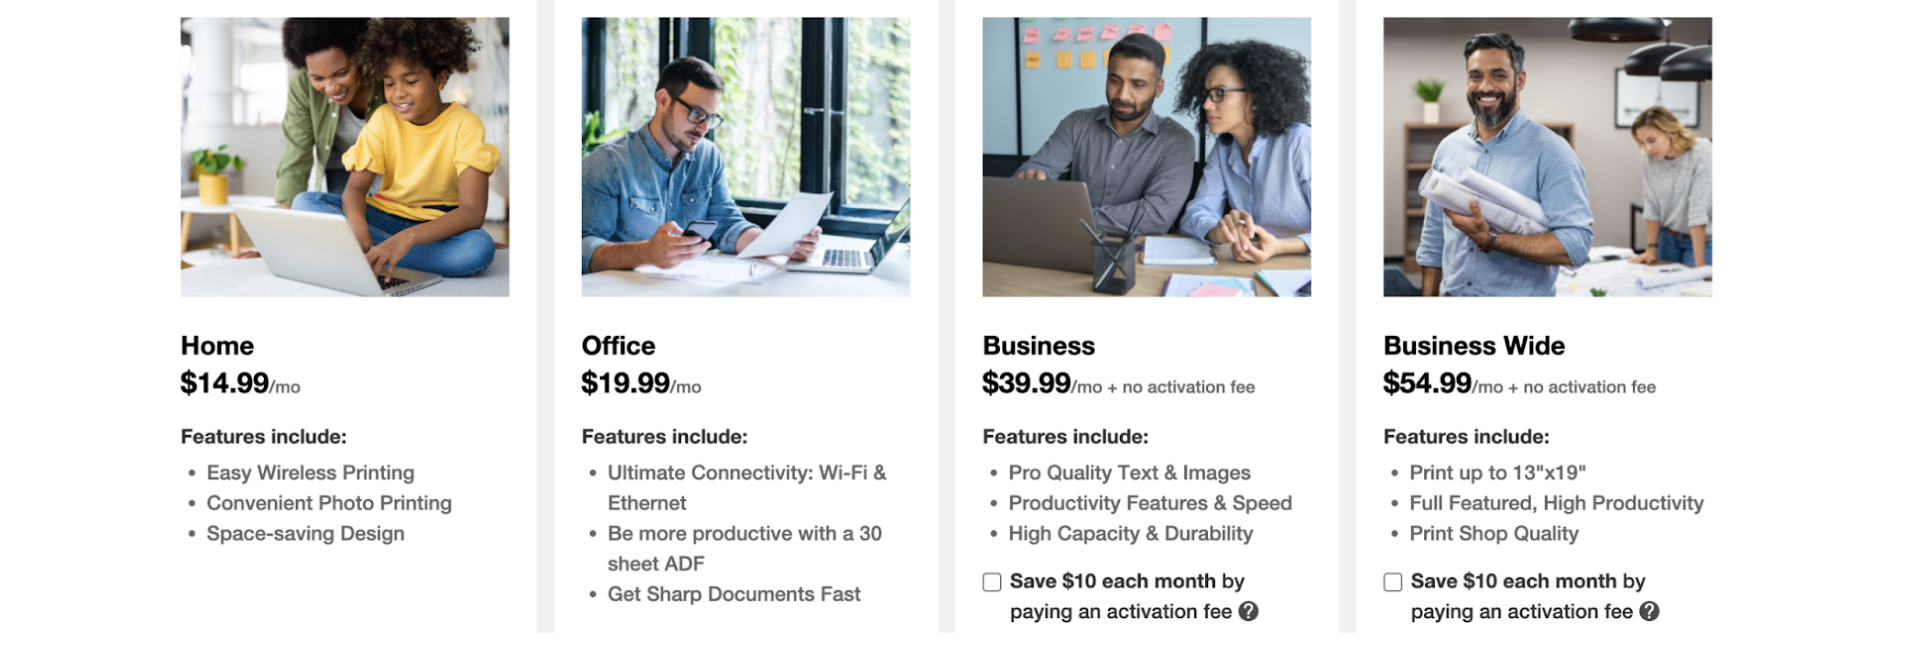 Home
$14.99/mo
Features include:
• Easy Wireless Printing
• Convenient Photo Printing
• Space-saving Design
Office
$19.99/mo
Features include:
• Ultimate Connectivity: Wi-Fi &
Ethernet
• Be more productive with a 30
sheet ADF
• Get Sharp Documents Fast
Business
$39.99/mo + no activation fee
Features include:
• Pro Quality Text & Images
• Productivity Features & Speed
• High Capacity & Durability
Save $10 each month by
paying an activation fee ?
Business Wide
$54.99/mo + no activation fee
Features include:
• Print up to 13"x19"
• Full Featured, High Productivity
• Print Shop Quality
Save $10 each month by
paying an activation fee ?